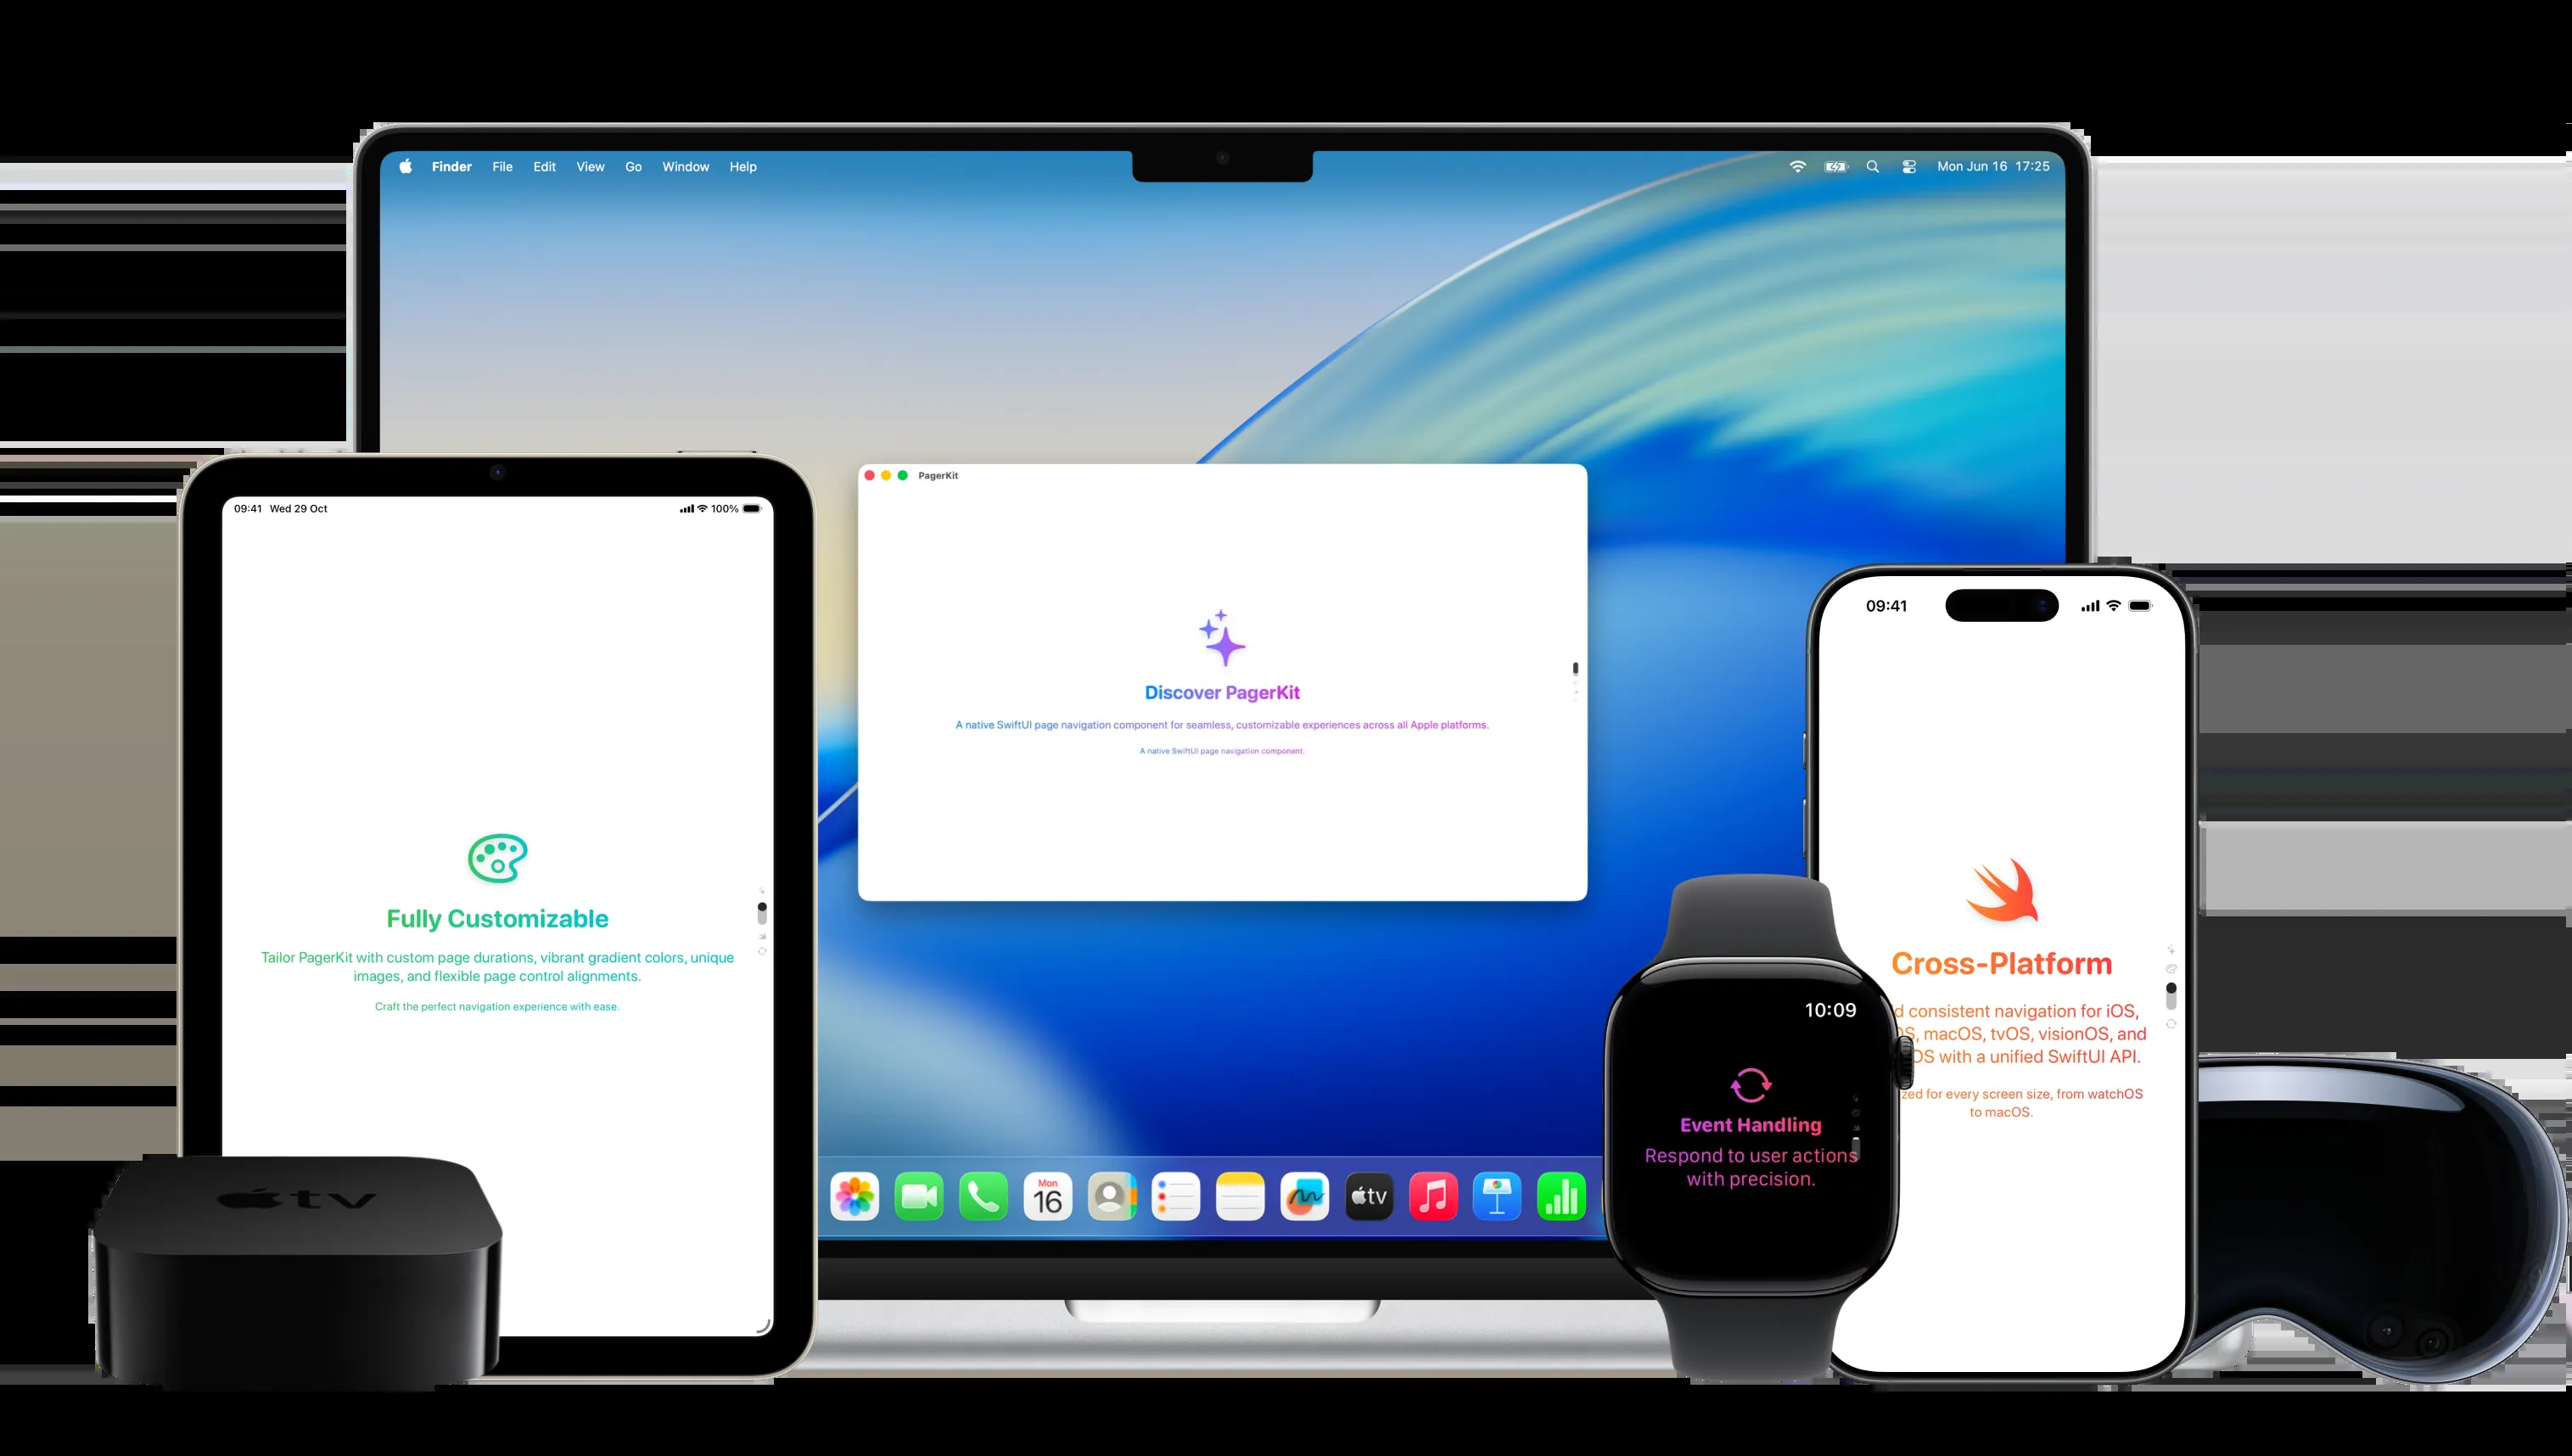 Finder File Edit View Go Window Help
Mon Jun 16 17:25
PagerKit
Discover PagerKit
A native SwiftUI page navigation component for seamless, customizable experiences across all Apple platforms.
A native SwiftUI page navigation component.
09:41 Wed 29 Oct
100%
Fully Customizable
Tailor PagerKit with custom page durations, vibrant gradient colors, unique
images, and flexible page control alignments.
Craft the perfect navigation experience with ease.
tv
Mon
16
tv
10:09
Event Handling
Respond to user actions
with precision.
09:41
Cross-Platform
consistent navigation for iOS,
macOS, tvOS, visionOS, and
OS with a unified SwiftUI API.
for every screen size, from watchOS
to macOS.